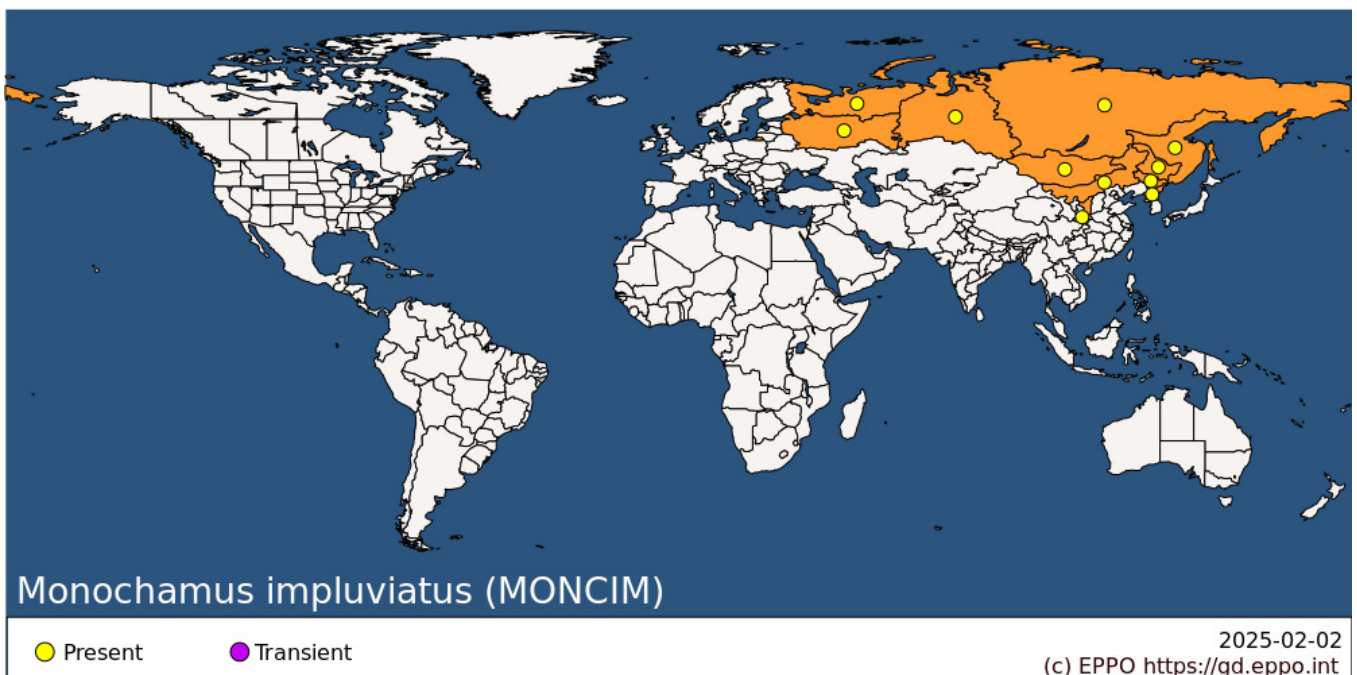 Monochamus impluviatus (MONCIM)
Present
Transient
2025-02-02
(c) EPPO https://gd.eppo.int